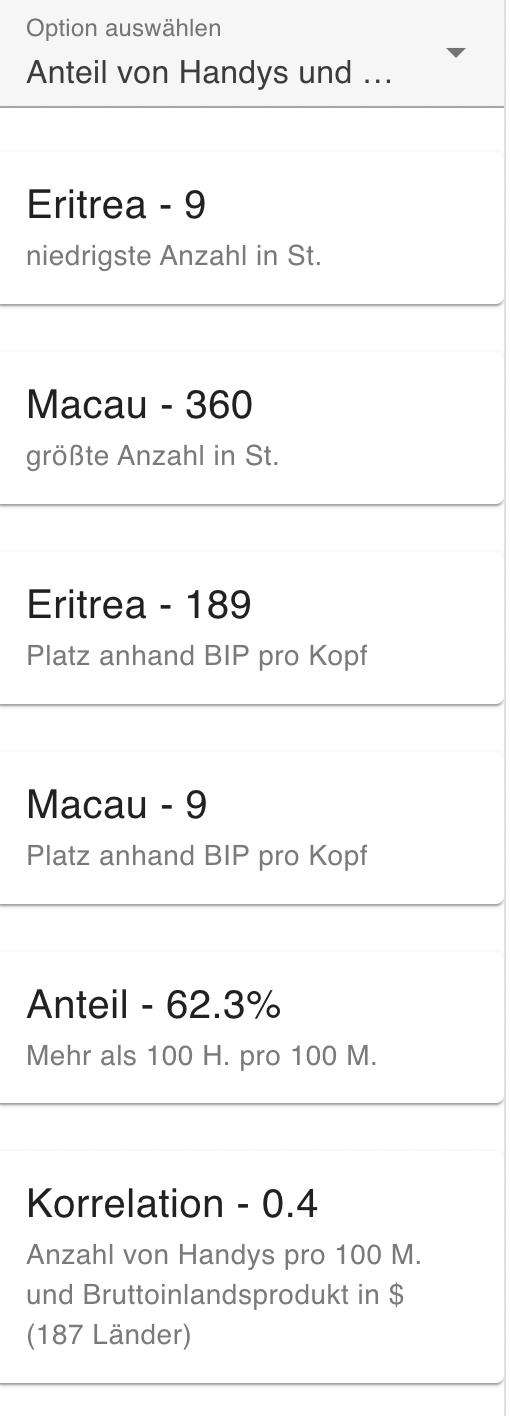 Option auswählen
Anteil von Handys und ...
Eritrea - 9
niedrigste Anzahl in St.
Macau - 360
größte Anzahl in St.
Eritrea - 189
Platz anhand BIP pro Kopf
Macau - 9
Platz anhand BIP pro Kopf
Anteil - 62.3%
Mehr als 100 H. pro 100 M.
Korrelation - 0.4
Anzahl von Handys pro 100 M.
und Bruttoinlandsprodukt in $
(187 Länder)